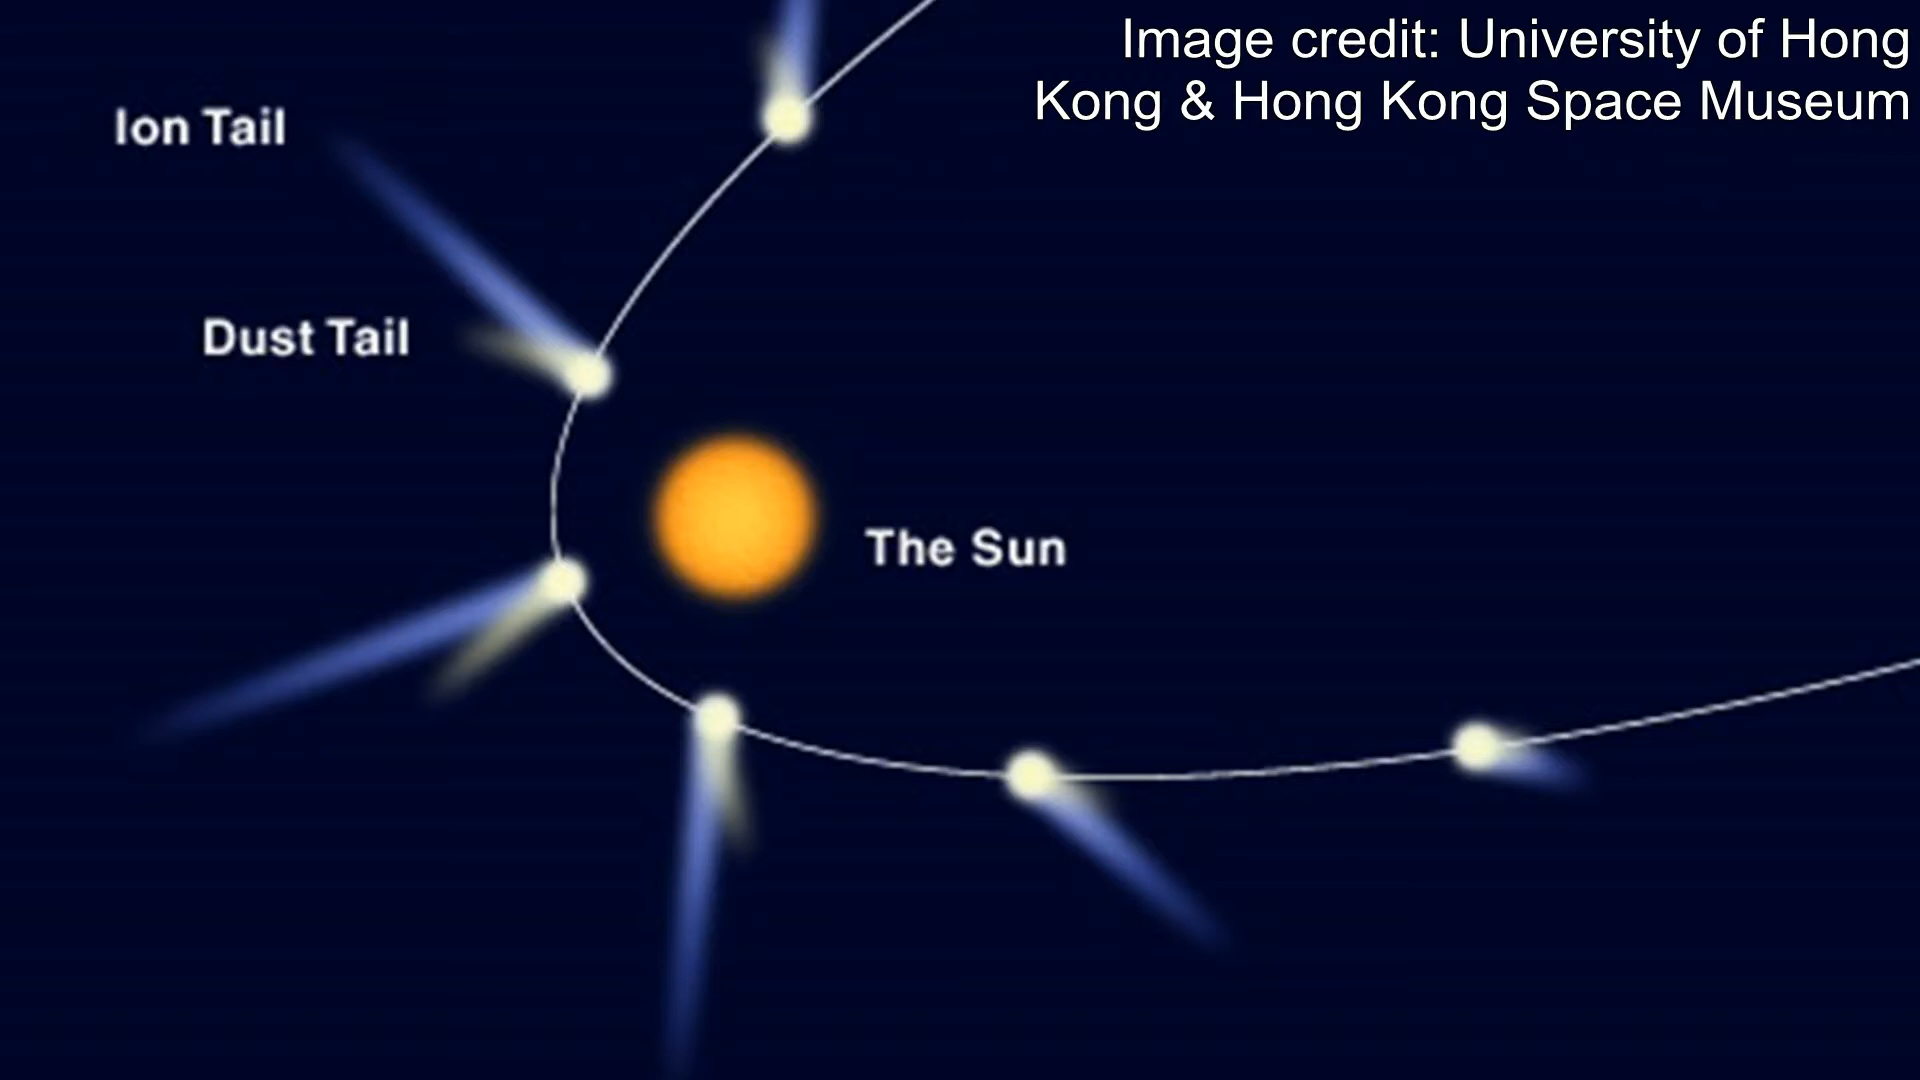 Image credit: University of Hong
Kong & Hong Kong Space Museum
Ion Tail
Dust Tail
The Sun